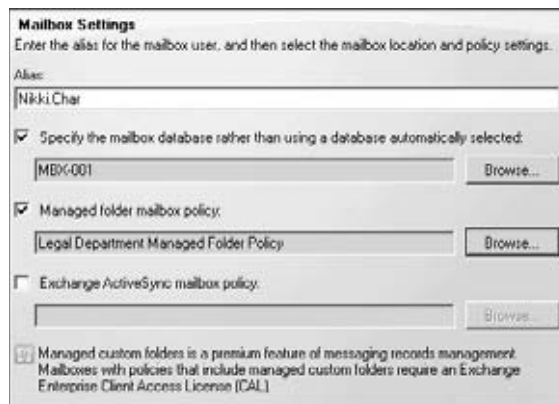 Mailbox Settings
Enter the alias for the mailbox user, and then select the mailbox location and policy settings.
Alias:
Nikki.Char
Specify the mailbox database rather than using a database automatically selected:
MBX-001
Browse...
Managed folder mailbox policy:
Legal Department Managed Folder Policy
Browse...
Exchange ActiveSync mailbox policy:
Browse...
Managed custom folders is a premium feature of messaging records management.
Mailboxes with policies that include managed custom folders require an Exchange
Enterprise Client Access License (CAL)